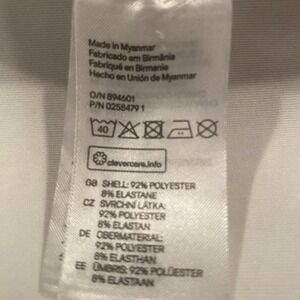 Made in Myanmar
Fabricado em Birmânia
Fabriqué en Birmanie
Hecho en Unión de Myanmar
O/N 894601
P/N 0258479 1
40
clevercare.info
GB SHELL: 92% POLYESTER
8% ELASTANE
CZ SVRCHNÍ LÁTKA:
92% POLYESTER
8% ELASTAN
DE OBERMATERIAL:
92% POLYESTER
8% ELASTHAN
EE ÜMBRIS: 92% POLÜESTER
8% ELASTAAN